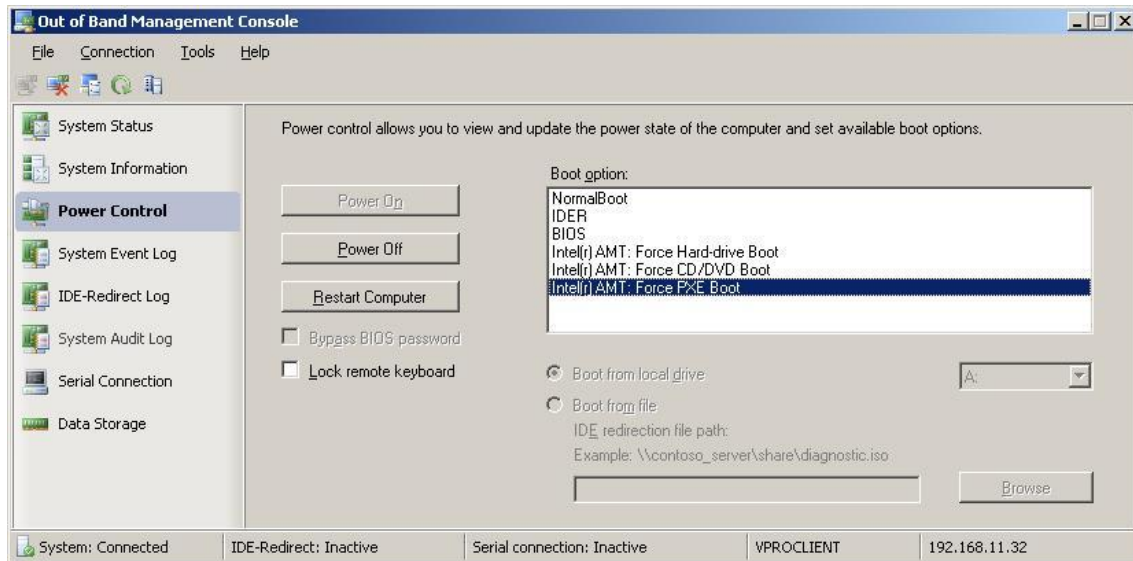 Out of Band Management Console
File Connection Tools Help
System Status
System Information
Power Control
System Event Log
IDE-Redirect Log
System Audit Log
Serial Connection
Data Storage
Power control allows you to view and update the power state of the computer and set available boot options.
Power On
Power Off
Restart Computer
Bypass BIOS password
Lock remote keyboard
Boot option:
NormalBoot
IDER
BIOS
Intel(r) AMT: Force Hard-drive Boot
Intel(r) AMT: Force CD/DVD Boot
Intel(r) AMT: Force PXE Boot
Boot from local drive
A:
Boot from file
IDE redirection file path:
Example: \\contoso_server\share\diagnostic.iso
Browse
System: Connected IDE-Redirect: Inactive Serial connection: Inactive VPROCLIENT 192.168.11.32